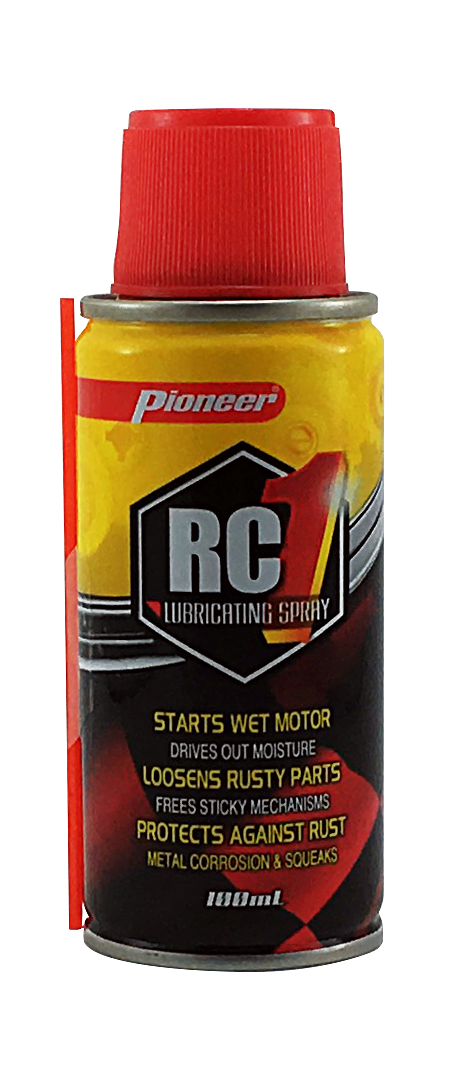 Pioneer®
RC1
LUBRICATING SPRAY
STARTS WET MOTOR
DRIVES OUT MOISTURE
LOOSENS RUSTY PARTS
FREES STICKY MECHANISMS
PROTECTS AGAINST RUST
METAL CORROSION & SQUEAKS
100mL